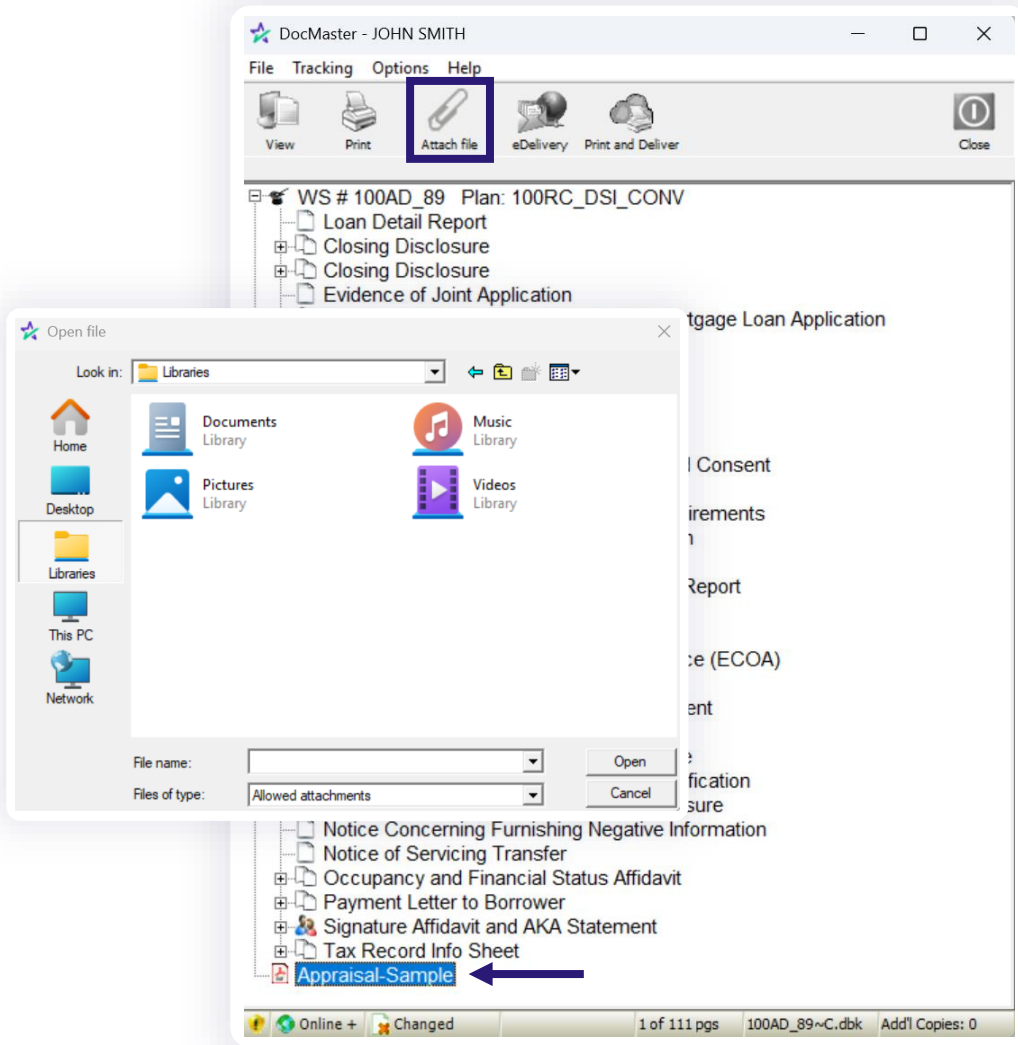 DocMaster - JOHN SMITH
File Tracking Options Help
View Print Attach file eDelivery Print and Deliver Close
WS # 100AD_89 Plan: 100RC_DSI_CONV
Loan Detail Report
Closing Disclosure
Closing Disclosure
Evidence of Joint Application
tgage Loan Application
Consent
irements
Report
ce (ECOA)
ent
fication
sure
Notice Concerning Furnishing Negative Information
Notice of Servicing Transfer
Occupancy and Financial Status Affidavit
Payment Letter to Borrower
Signature Affidavit and AKA Statement
Tax Record Info Sheet
Appraisal-Sample
Online + Changed 1 of 111 pgs 100AD_89~C.dbk Add'l Copies: 0
Open file
Look in: Libraries
Home
Desktop
Libraries
This PC
Network
Documents
Library
Music
Library
Pictures
Library
Videos
Library
File name: Open
Files of type: Allowed attachments Cancel